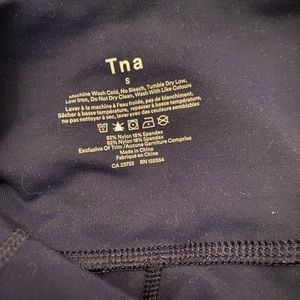 Tna
S
Machine Wash Cold, No Bleach, Tumble Dry Low,
Low Iron, Do Not Dry Clean, Wash With Like Colours
Laver à la machine à l'eau froide, pas de blanchiment,
Sécher à basse température, repasser à basse température,
ne pas nettoyer à sec, laver avec des couleurs similaires
82% Nylon 18% Spandex
82% Nylon 18% Spandex
Exclusive Of Trim / Aucune Garniture Comprise
Made in China
Fabriqué en China
CA 23725 RN 122304